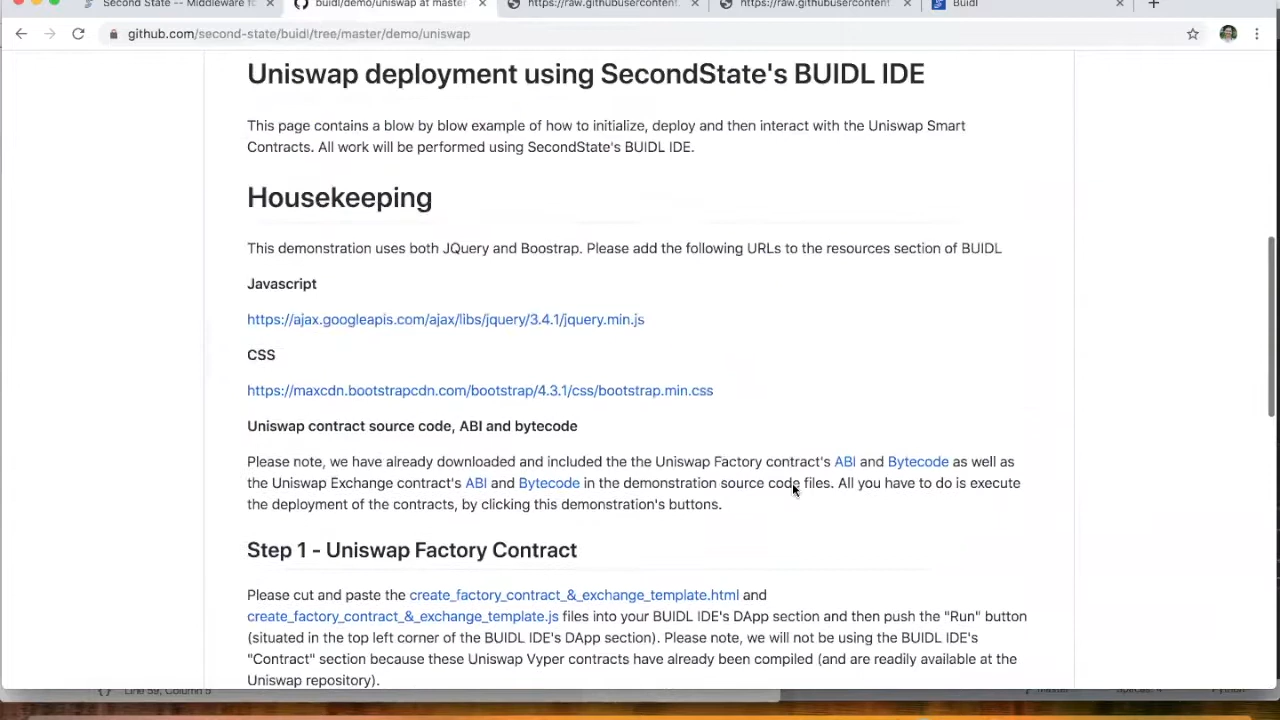 Second State -- Middleware fo
buidl/demo/uniswap at master
https://raw.githubusercontent.
https://raw.githubusercontent
Buidl
github.com/second-state/buidl/tree/master/demo/uniswap
Uniswap deployment using SecondState's BUIDL IDE
This page contains a blow by blow example of how to initialize, deploy and then interact with the Uniswap Smart
Contracts. All work will be performed using SecondState's BUIDL IDE.
Housekeeping
This demonstration uses both JQuery and Boostrap. Please add the following URLs to the resources section of BUIDL
Javascript
https://ajax.googleapis.com/ajax/libs/jquery/3.4.1/jquery.min.js
CSS
https://maxcdn.bootstrapcdn.com/bootstrap/4.3.1/css/bootstrap.min.css
Uniswap contract source code, ABI and bytecode
Please note, we have already downloaded and included the the Uniswap Factory contract's ABI and Bytecode as well as
the Uniswap Exchange contract's ABI and Bytecode in the demonstration source code files. All you have to do is execute
the deployment of the contracts, by clicking this demonstration's buttons.
Step 1 - Uniswap Factory Contract
Please cut and paste the create_factory_contract_&_exchange_template.html and
create_factory_contract_&_exchange_template.js files into your BUIDL IDE's DApp section and then push the "Run" button
(situated in the top left corner of the BUIDL IDE's DApp section). Please note, we will not be using the BUIDL IDE's
"Contract" section because these Uniswap Vyper contracts have already been compiled (and are readily available at the
Uniswap repository).
Line 59, Column 5